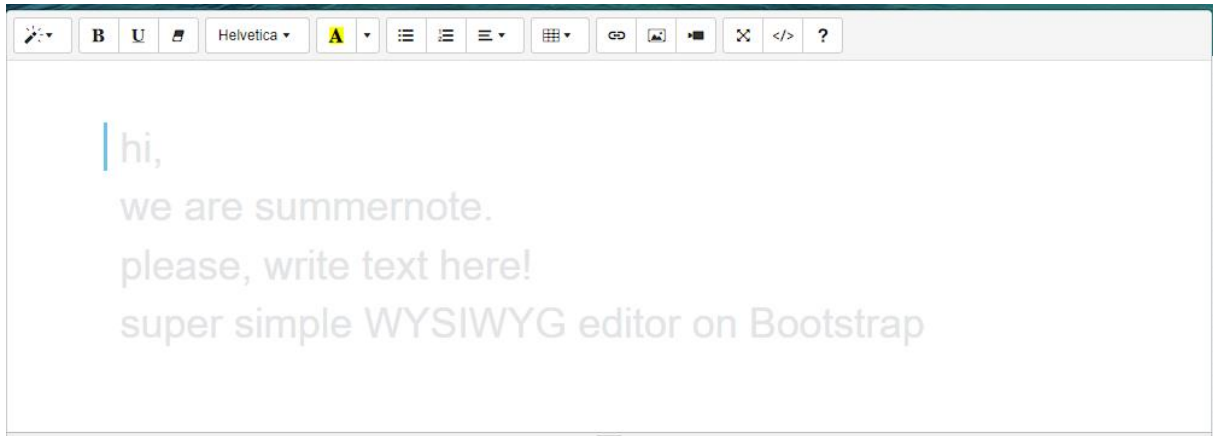 B U Helvetica A </> ?
hi,
we are summernote.
please, write text here!
super simple WYSIWYG editor on Bootstrap